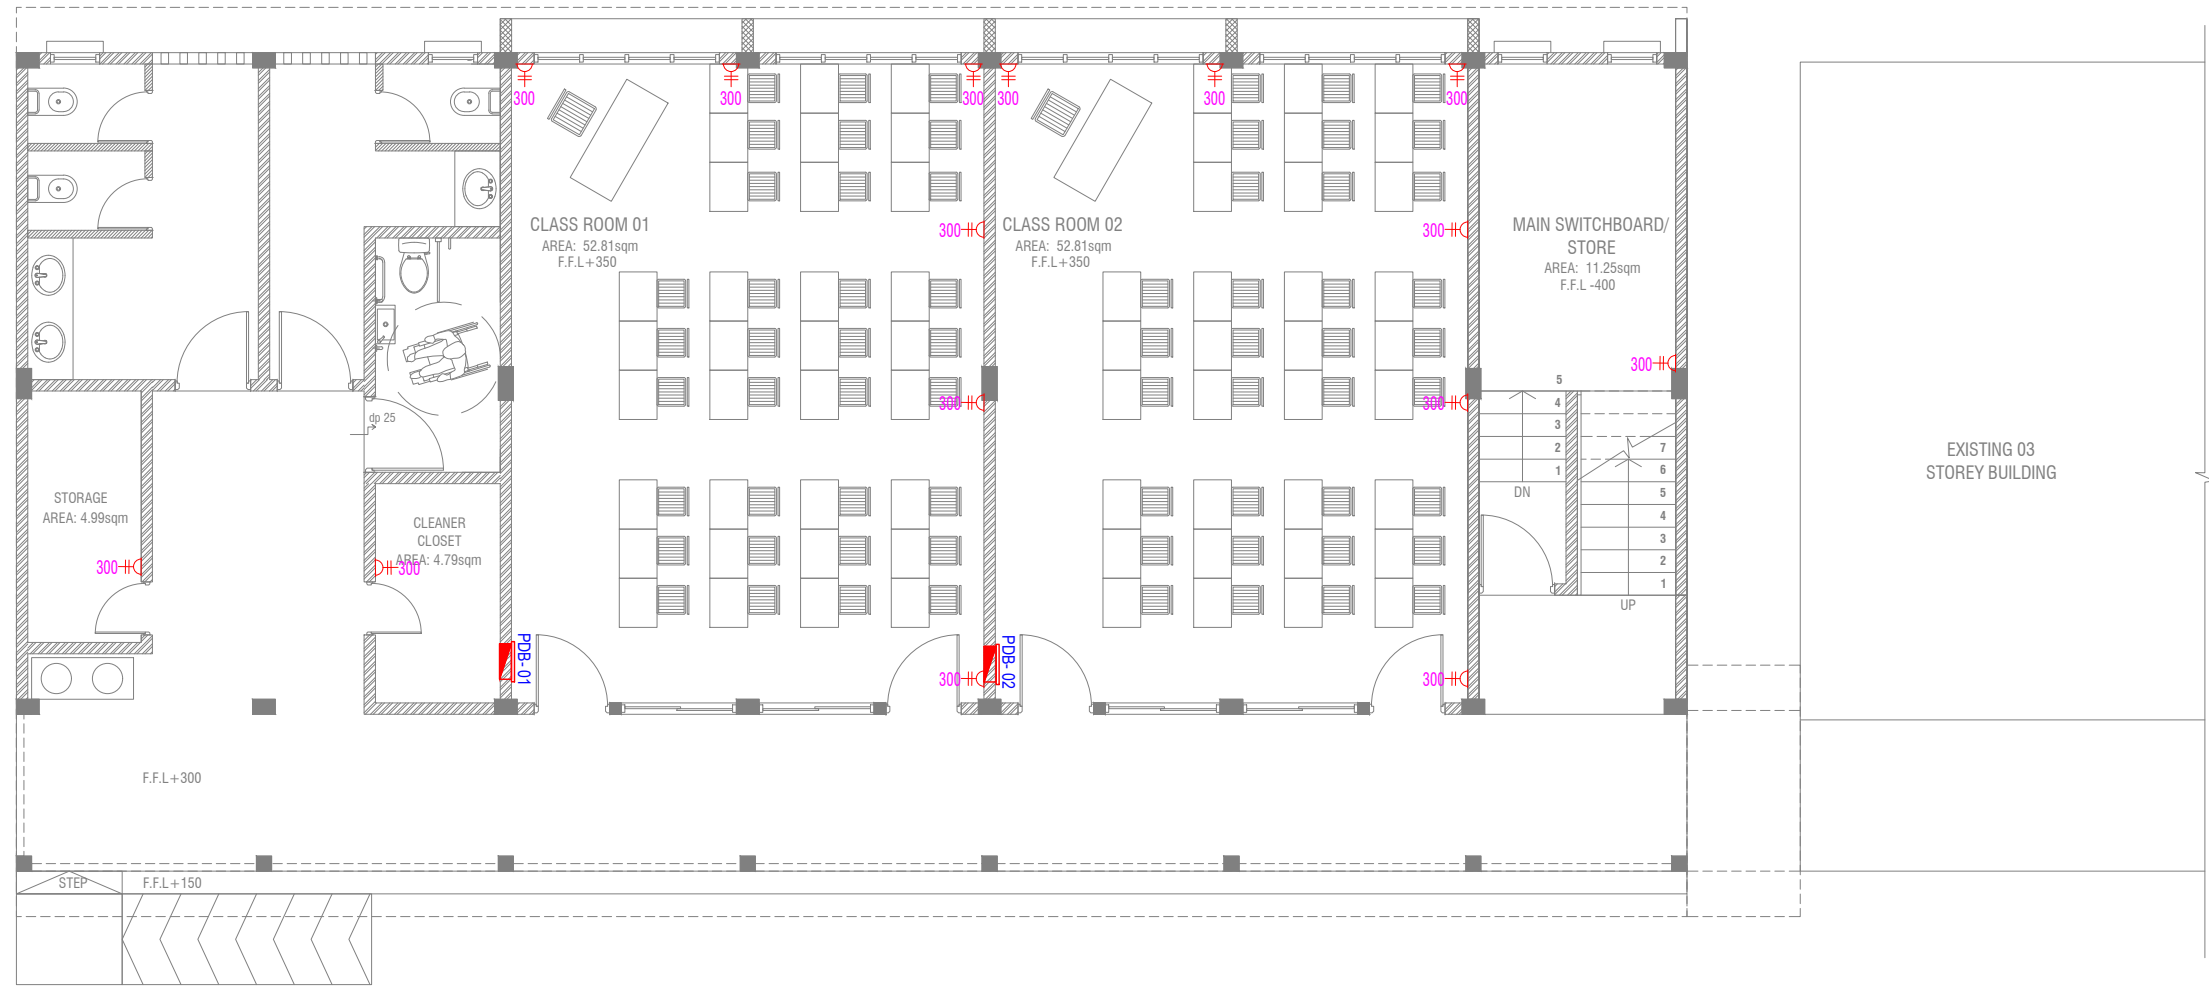 300
300
300
300
300
300
CLASS ROOM 01
AREA: 52.81sqm
F.F.L+350
300
CLASS ROOM 02
AREA: 52.81sqm
F.F.L+350
300
MAIN SWITCHBOARD/
STORE
AREA: 11.25sqm
F.F.L -400
300
300
300
dp 25
5
4
3
2
1
DN
7
6
5
4
3
2
1
UP
EXISTING 03
STOREY BUILDING
STORAGE
AREA: 4.99sqm
300
CLEANER
CLOSET
AREA: 4.79sqm
300
PDB-01
PDB-02
300
300
F.F.L+300
STEP
F.F.L+150